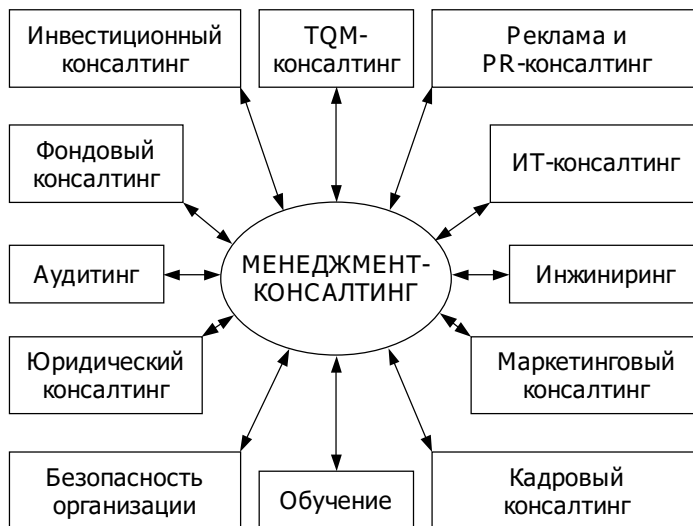 Инвестиционный
консалтинг
TQM-
консалтинг
Реклама и
PR-консалтинг
Фондовый
консалтинг
ИТ-консалтинг
Аудитинг
МЕНЕДЖМЕНТ-
КОНСАЛТИНГ
Инжиниринг
Юридический
консалтинг
Маркетинговый
консалтинг
Безопасность
организации
Обучение
Кадровый
консалтинг